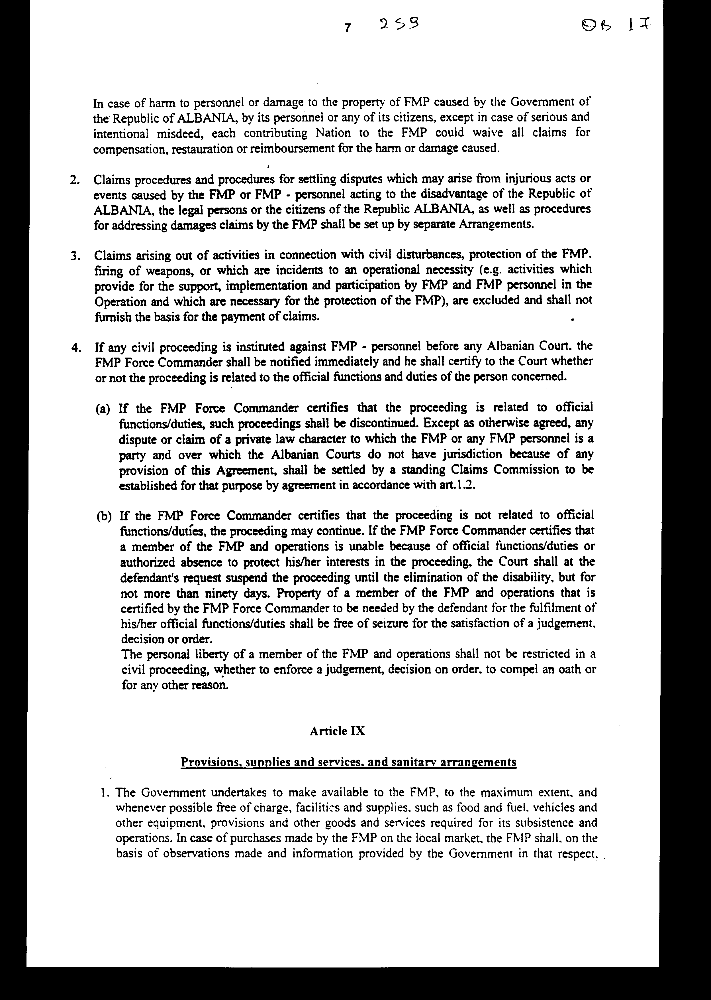 7 259
In case of harm to personnel or damage to the property of FMP caused by the Government of
the Republic of ALBANIA, by its personnel or any of its citizens, except in case of serious and
intentional misdeed, each contributing Nation to the FMP could waive all claims for
compensation, restauration or reimboursement for the harm or damage caused.
2. Claims procedures and procedures for settling disputes which may arise from injurious acts or
events caused by the FMP or FMP - personnel acting to the disadvantage of the Republic of
ALBANIA, the legal persons or the citizens of the Republic ALBANIA, as well as procedures
for addressing damages claims by the FMP shall be set up by separate Arrangements.
3. Claims arising out of activities in connection with civil disturbances, protection of the FMP.
firing of weapons, or which are incidents to an operational necessity (e.g. activities which
provide for the support, implementation and participation by FMP and FMP personnel in the
Operation and which are necessary for the protection of the FMP), are excluded and shall not
furnish the basis for the payment of claims.
4. If any civil proceeding is instituted against FMP - personnel before any Albanian Court. the
FMP Force Commander shall be notified immediately and he shall certify to the Court whether
or not the proceeding is related to the official functions and duties of the person concerned.
(a) If the FMP Force Commander certifies that the proceeding is related to official
functions/duties, such proceedings shall be discontinued. Except as otherwise agreed, any
dispute or claim of a private law character to which the FMP or any FMP personnel is a
party and over which the Albanian Courts do not have jurisdiction because of any
provision of this Agreement, shall be settled by a standing Claims Commission to be
established for that purpose by agreement in accordance with art.1.2.
(b) If the FMP Force Commander certifies that the proceeding is not related to official
functions/duties, the proceeding may continue. If the FMP Force Commander certifies that
a member of the FMP and operations is unable because of official functions/duties or
authorized absence to protect his/her interests in the proceeding, the Court shall at the
defendant's request suspend the proceeding until the elimination of the disability, but for
not more than ninety days. Property of a member of the FMP and operations that is
certified by the FMP Force Commander to be needed by the defendant for the fulfilment of
his/her official functions/duties shall be free of seizure for the satisfaction of a judgement.
decision or order.
The personal liberty of a member of the FMP and operations shall not be restricted in a
civil proceeding, whether to enforce a judgement, decision on order. to compel an oath or
for any other reason.
Article IX
Provisions, supplies and services, and sanitary arrangements
1. The Government undertakes to make available to the FMP, to the maximum extent. and
whenever possible free of charge, facilities and supplies, such as food and fuel. vehicles and
other equipment, provisions and other goods and services required for its subsistence and
operations. In case of purchases made by the FMP on the local market. the FMP shall. on the
basis of observations made and information provided by the Government in that respect.